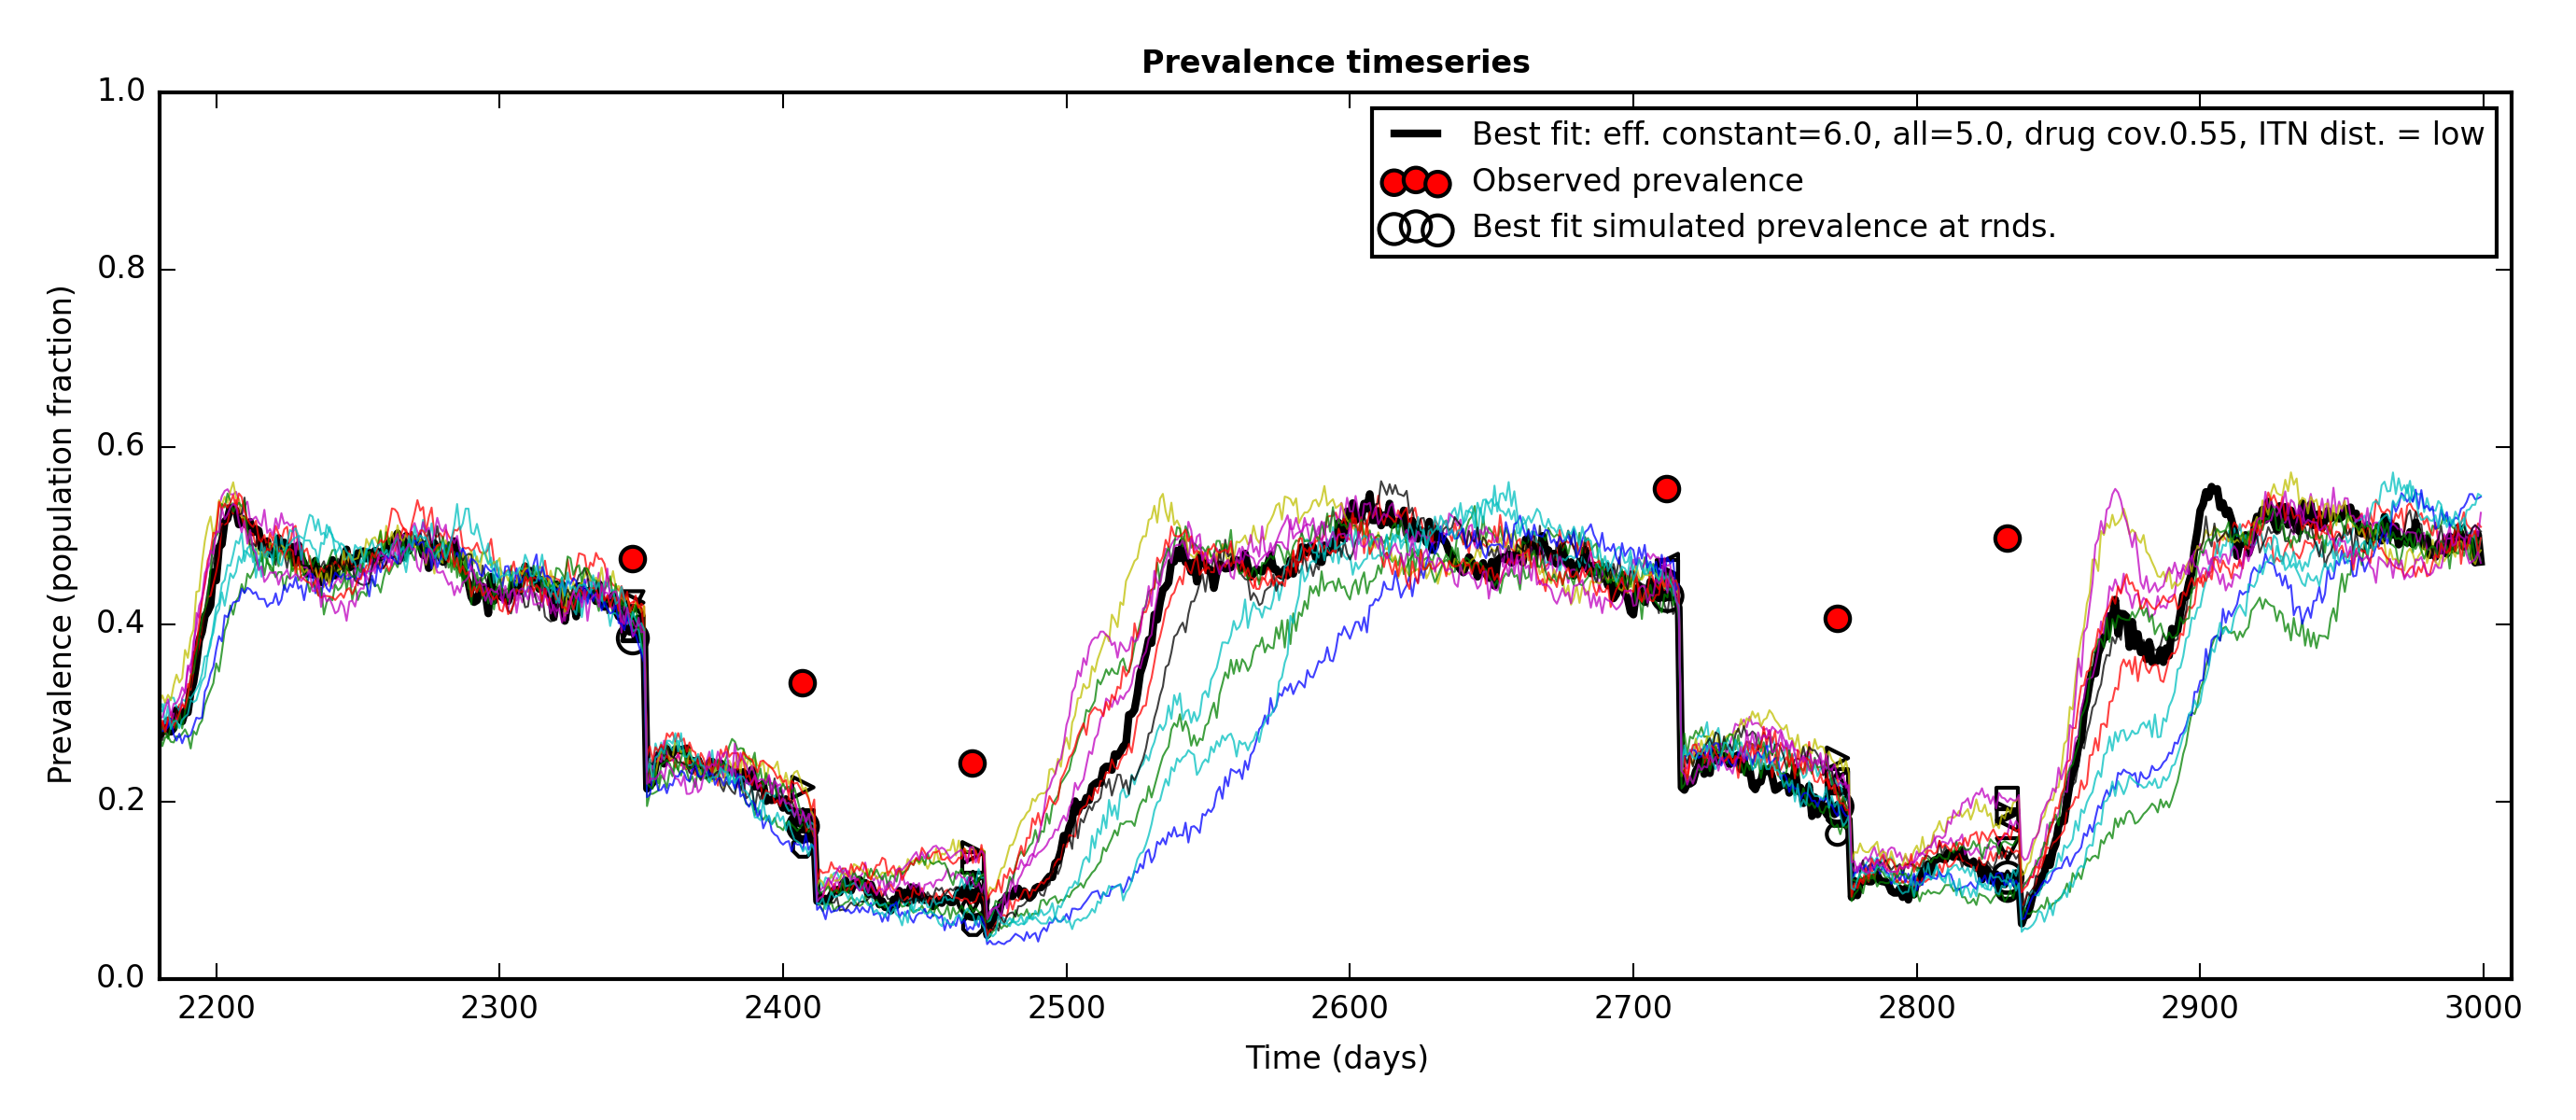 Prevalence timeseries
Best fit: eff. constant=6.0, all=5.0, drug cov.0.55, ITN dist. = low
Observed prevalence
Best fit simulated prevalence at rnds.
Prevalence (population fraction)
1.0
0.8
0.6
0.4
0.2
0.0
2200 2300 2400 2500 2600 2700 2800 2900 3000
Time (days)